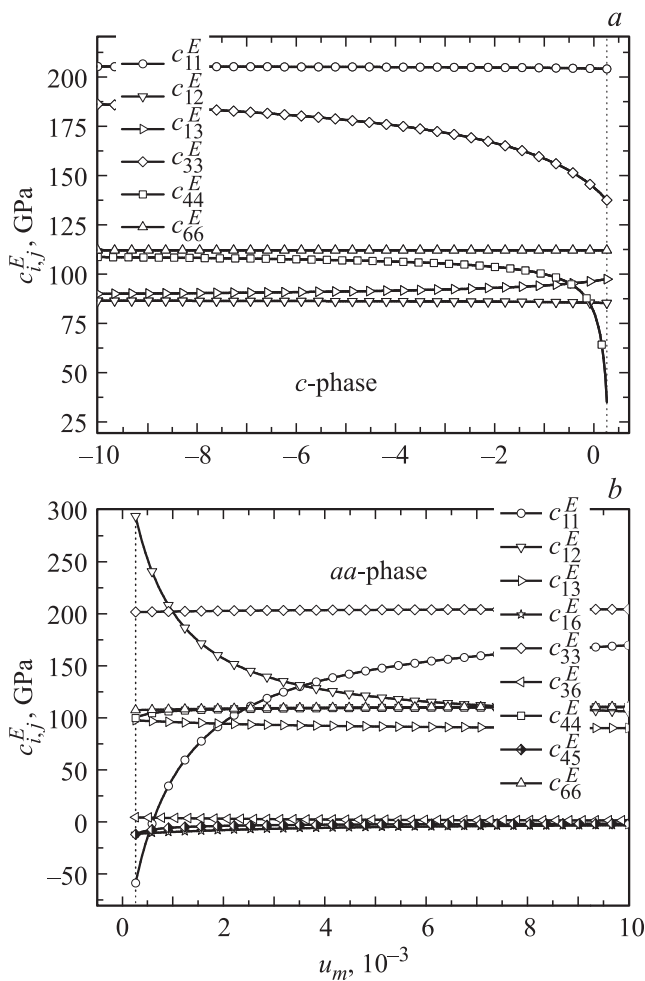 a
c^E_11
c^E_12
c^E_13
c^E_33
c^E_44
c^E_66
200
175
150
125
100
75
50
25
c^E_i,j, GPa
c-phase
−10 −8 −6 −4 −2 0
b
c^E_11
c^E_12
c^E_13
c^E_16
c^E_33
c^E_36
c^E_44
c^E_45
c^E_66
aa-phase
300
250
200
150
100
50
0
−50
c^E_i,j, GPa
0 2 4 6 8 10
u_m, 10^−3